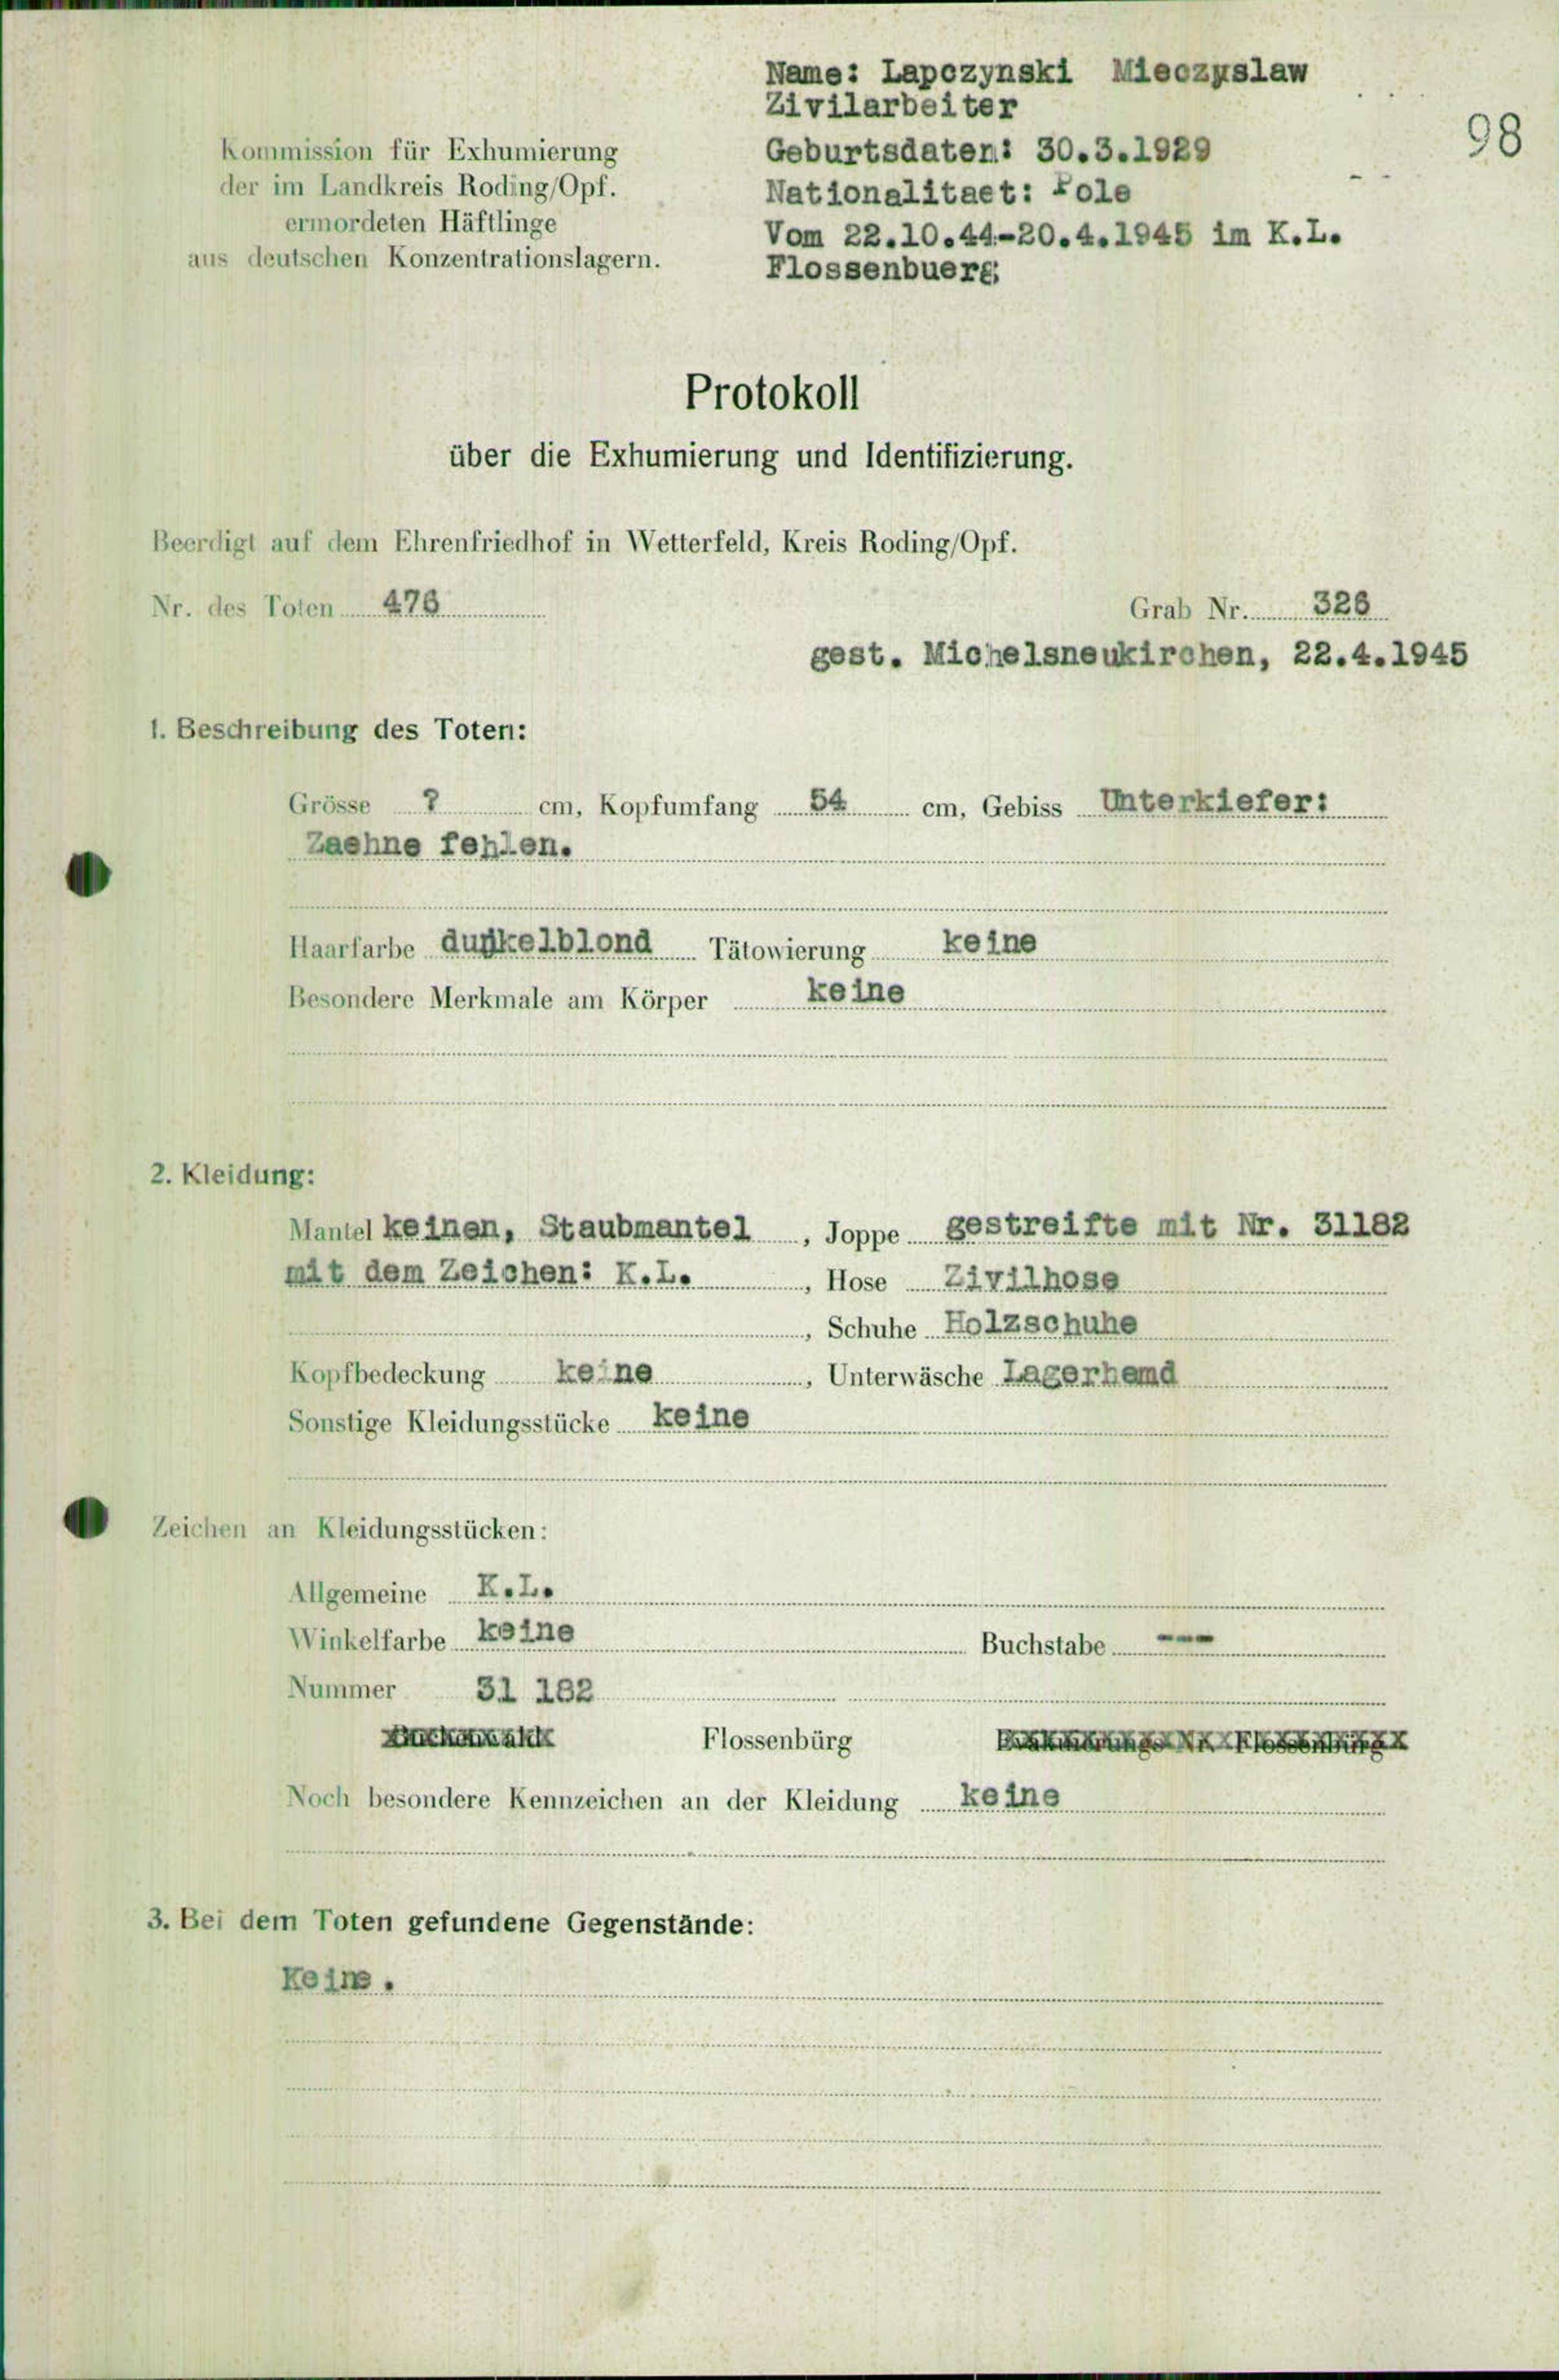 Name: Lapczynski Mieczyslaw
Zivilarbeiter
Geburtsdaten: 30.3.1929
Nationalitaet: Pole
Vom 22.10.44-20.4.1945 im K.L.
Flossenbuerg
98
Kommission für Exhumierung
der im Landkreis Roding/Opf.
ermordeten Häftlinge
aus deutschen Konzentrationslagern.
Protokoll
über die Exhumierung und Identifizierung.
Beerdigt auf dem Ehrenfriedhof in Wetterfeld, Kreis Roding/Opf.
Nr. des Toten 476 Grab Nr. 326
gest. Michelsneukirchen, 22.4.1945
1. Beschreibung des Toten:
Grösse ? cm, Kopfumfang 54 cm, Gebiss Unterkiefer:
Zaehne fehlen.
Haarfarbe dunkelblond Tätowierung keine
Besondere Merkmale am Körper keine
2. Kleidung:
Mantel keinen, Staubmantel, Joppe gestreifte mit Nr. 31182
mit dem Zeichen: K.L., Hose Zivilhose
, Schuhe Holzschuhe
Kopfbedeckung keine, Unterwäsche Lagerhemd
Sonstige Kleidungsstücke keine
Zeichen an Kleidungsstücken:
Allgemeine K.L.
Winkelfarbe keine Buchstabe ---
Nummer 31 182
Flossenbürg
Noch besondere Kennzeichen an der Kleidung keine
3. Bei dem Toten gefundene Gegenstände:
Keine.